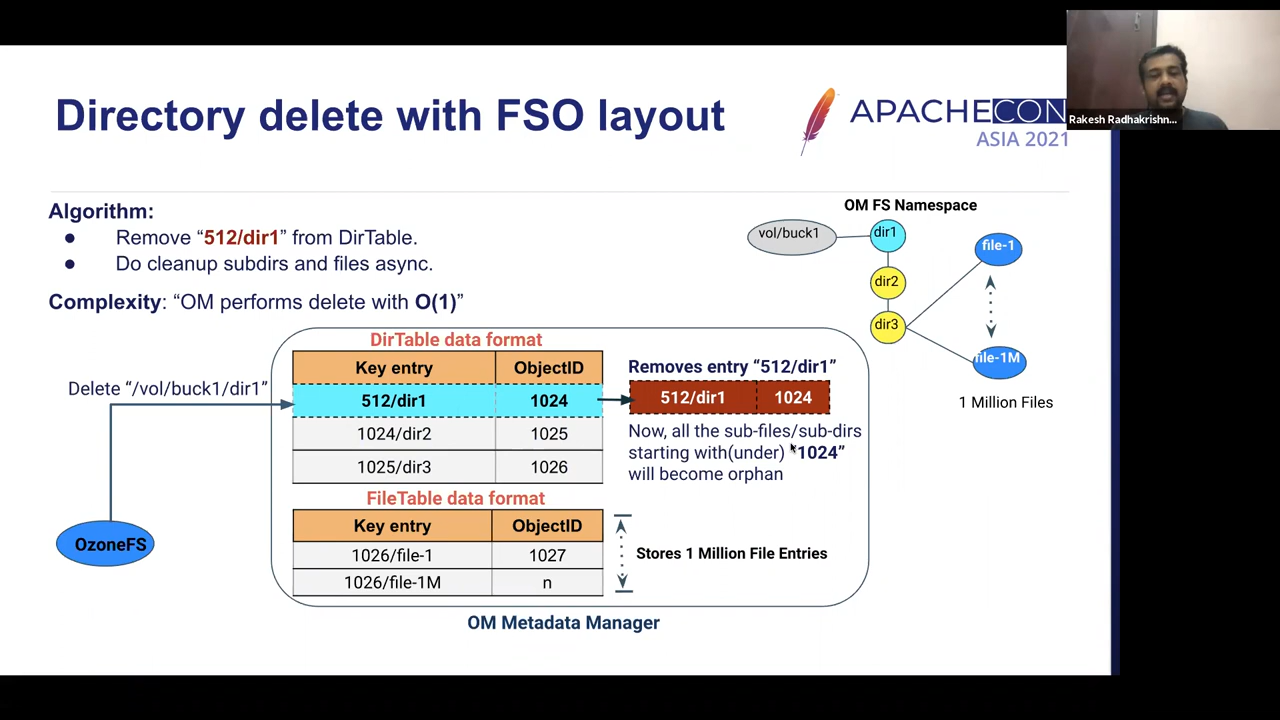 Directory delete with FSO layout
APACHECON
ASIA 2021
Rakesh Radhakrishn...
Algorithm:
● Remove “512/dir1” from DirTable.
● Do cleanup subdirs and files async.
Complexity: “OM performs delete with O(1)”
OM FS Namespace
vol/buck1
dir1
dir2
dir3
file-1
file-1M
1 Million Files
Delete “/vol/buck1/dir1”
OzoneFS
DirTable data format
Key entry ObjectID
512/dir1 1024
1024/dir2 1025
1025/dir3 1026
Removes entry “512/dir1”
512/dir1 1024
Now, all the sub-files/sub-dirs
starting with(under) “1024”
will become orphan
FileTable data format
Key entry ObjectID
1026/file-1 1027
1026/file-1M n
Stores 1 Million File Entries
OM Metadata Manager